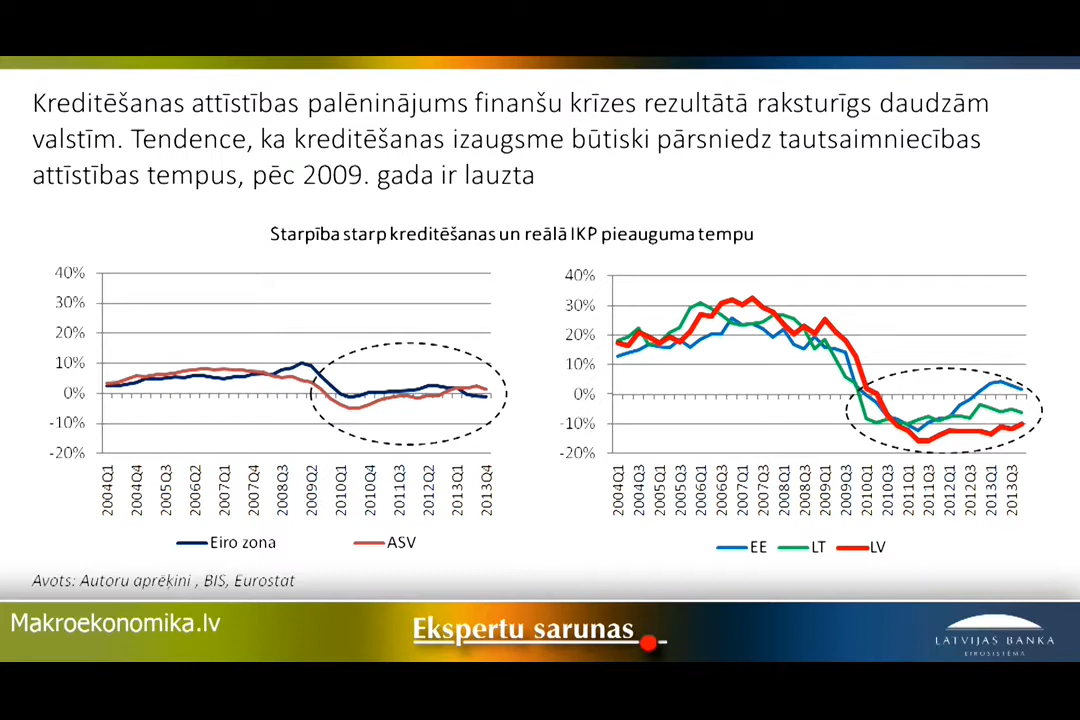 Kreditēšanas attīstības palēninājums finanšu krīzes rezultātā raksturīgs daudzām
valstīm. Tendence, ka kreditēšanas izaugsme būtiski pārsniedz tautsaimniecības
attīstības tempus, pēc 2009. gada ir lauzta
Starpība starp kreditēšanas un reālā IKP pieauguma tempu
40%
30%
20%
10%
0%
-10%
-20%
2004Q1
2004Q4
2005Q3
2006Q2
2007Q1
2007Q4
2008Q3
2009Q2
2010Q1
2010Q4
2011Q3
2012Q2
2013Q1
2013Q4
Eiro zona
ASV
40%
30%
20%
10%
0%
-10%
-20%
2004Q1
2004Q3
2005Q1
2005Q3
2006Q1
2006Q3
2007Q1
2007Q3
2008Q1
2008Q3
2009Q1
2009Q3
2010Q1
2010Q3
2011Q1
2011Q3
2012Q1
2012Q3
2013Q1
2013Q3
EE
LT
LV
Avots: Autoru aprēķini , BIS, Eurostat
Makroekonomika.lv
Ekspertu sarunas
LATVIJAS BANKA
EIROSISTĒMA